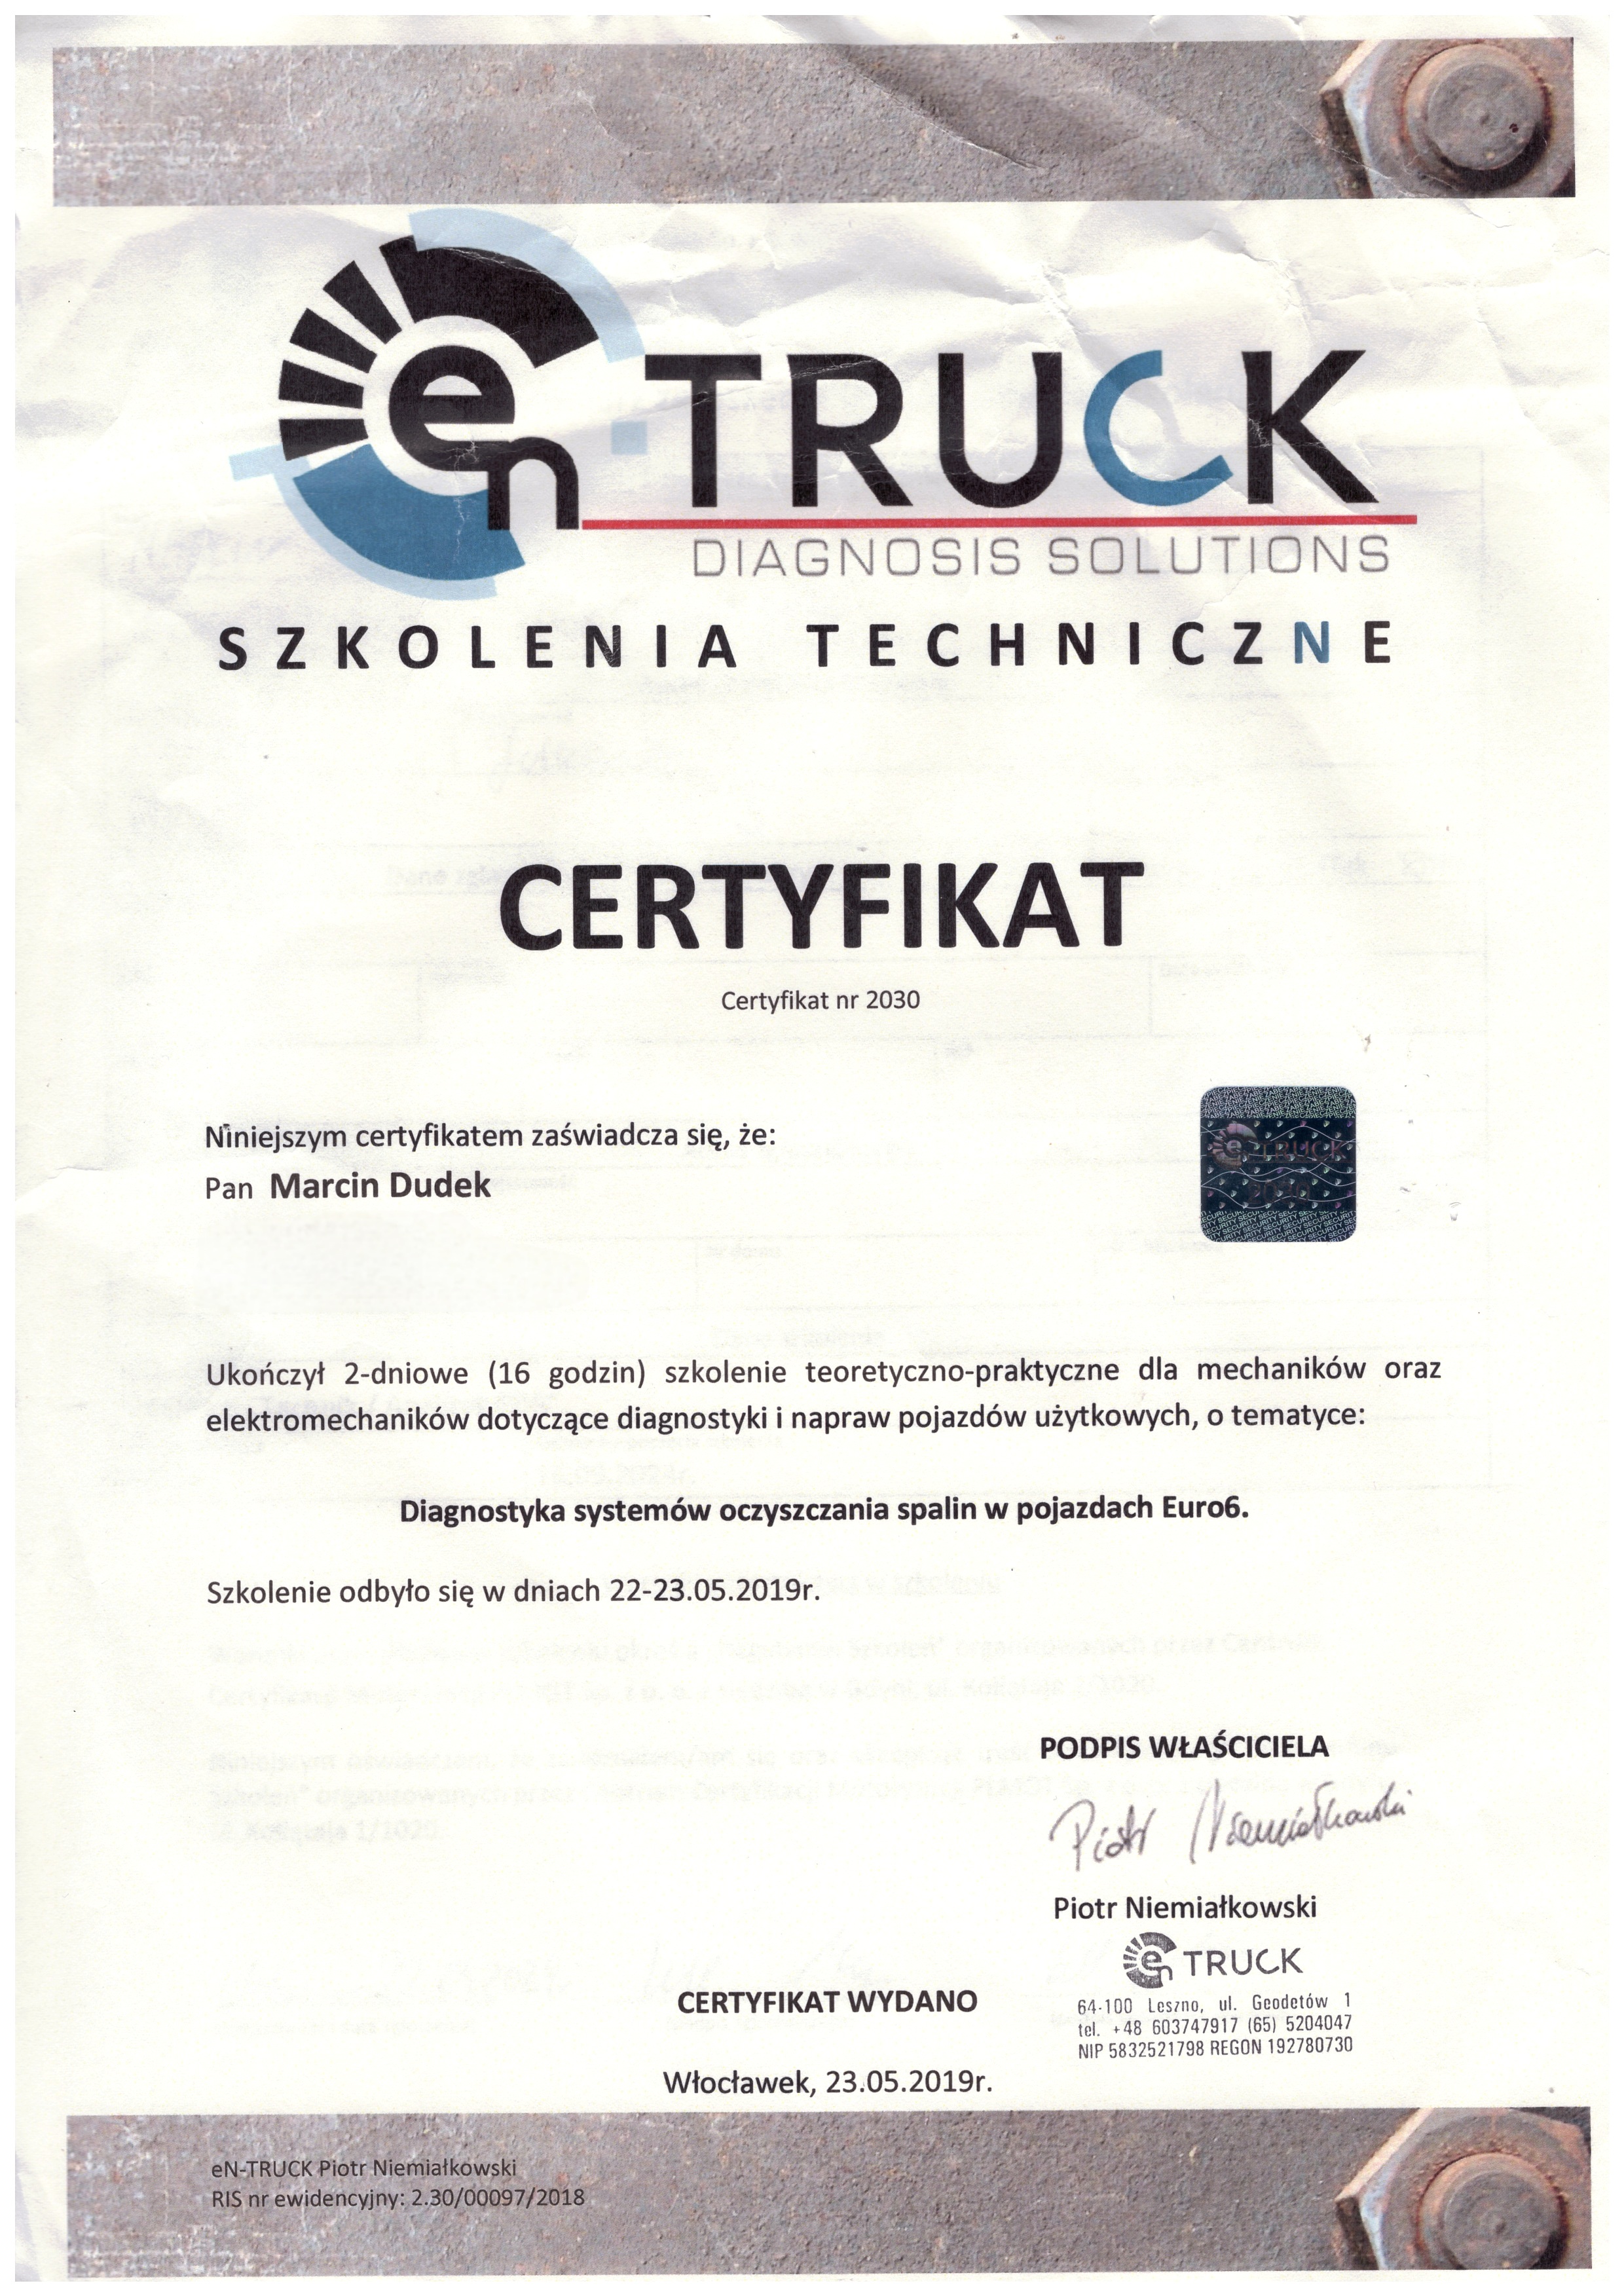 en TRUCK
DIAGNOSIS SOLUTIONS
SZKOLENIA TECHNICZNE
CERTYFIKAT
Certyfikat nr 2030
Niniejszym certyfikatem zaświadcza się, że:
Pan Marcin Dudek
en TRUCK
Ukończył 2-dniowe (16 godzin) szkolenie teoretyczno-praktyczne dla mechaników oraz
elektromechaników dotyczące diagnostyki i napraw pojazdów użytkowych, o tematyce:
Diagnostyka systemów oczyszczania spalin w pojazdach Euro6.
Szkolenie odbyło się w dniach 22-23.05.2019r.
PODPIS WŁAŚCICIELA
Piotr Niemiałkowski
Piotr Niemiałkowski
en TRUCK
64-100 Leszno, ul. Geodetów 1
tel. +48 603747917 (65) 5204047
NIP 5832521798 REGON 192780730
CERTYFIKAT WYDANO
Włocławek, 23.05.2019r.
eN-TRUCK Piotr Niemiałkowski
RIS nr ewidencyjny: 2.30/00097/2018